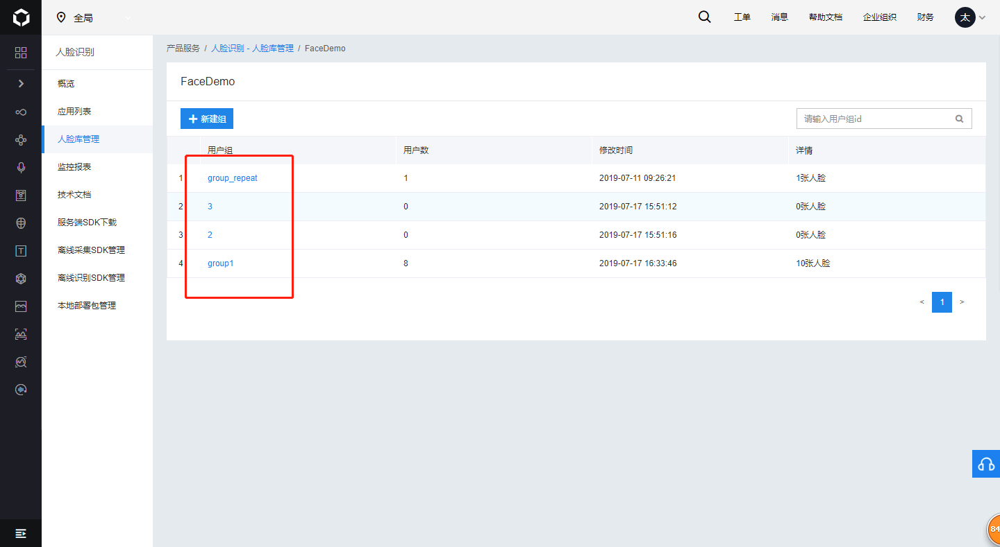 全局
工单 消息 帮助文档 企业组织 财务 太
人脸识别
概览
应用列表
人脸库管理
监控报表
技术文档
服务端SDK下载
离线采集SDK管理
离线识别SDK管理
本地部署包管理
产品服务 / 人脸识别 - 人脸库管理 / FaceDemo
FaceDemo
新建组 请输入用户组id
用户组 用户数 修改时间 详情
1 group_repeat 1 2019-07-11 09:26:21 1张人脸
2 3 0 2019-07-17 15:51:12 0张人脸
3 2 0 2019-07-17 15:51:16 0张人脸
4 group1 8 2019-07-17 16:33:46 10张人脸
< 1 >
84